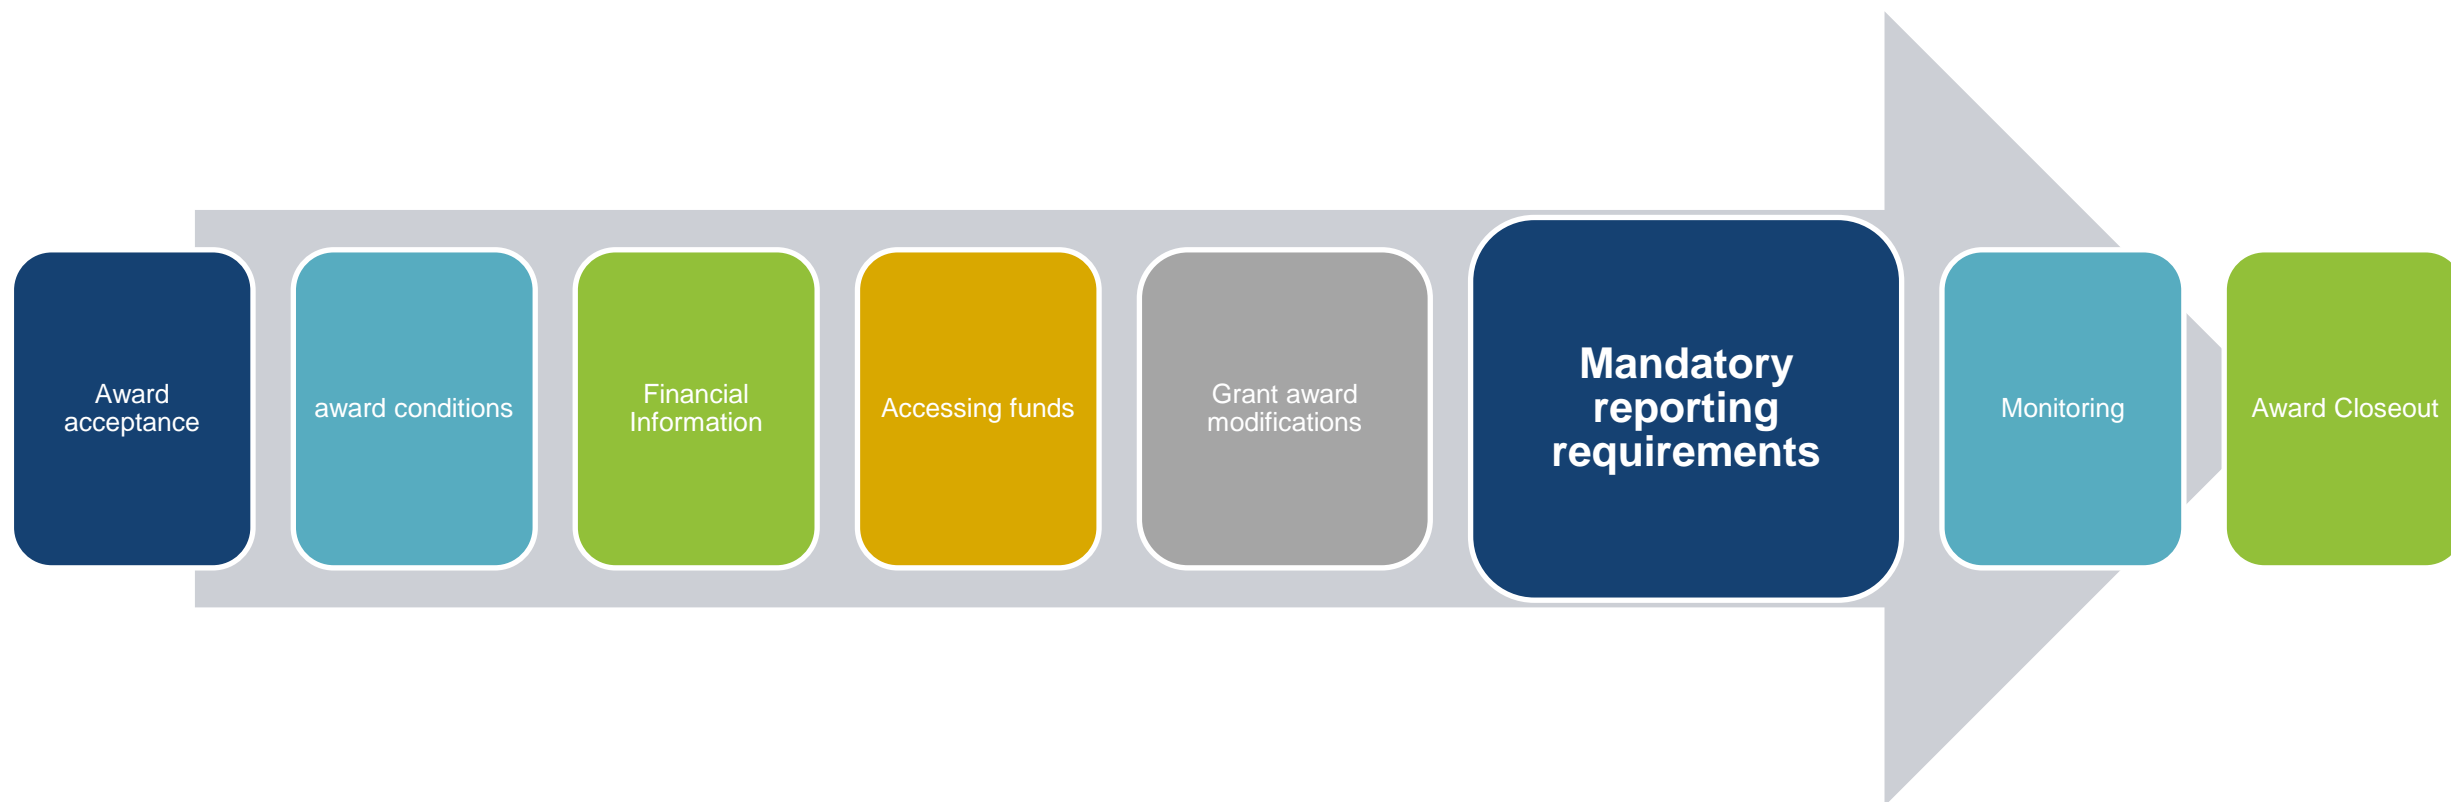 Award
acceptance
award conditions
Financial
Information
Accessing funds
Grant award
modifications
Mandatory
reporting
requirements
Monitoring
Award Closeout